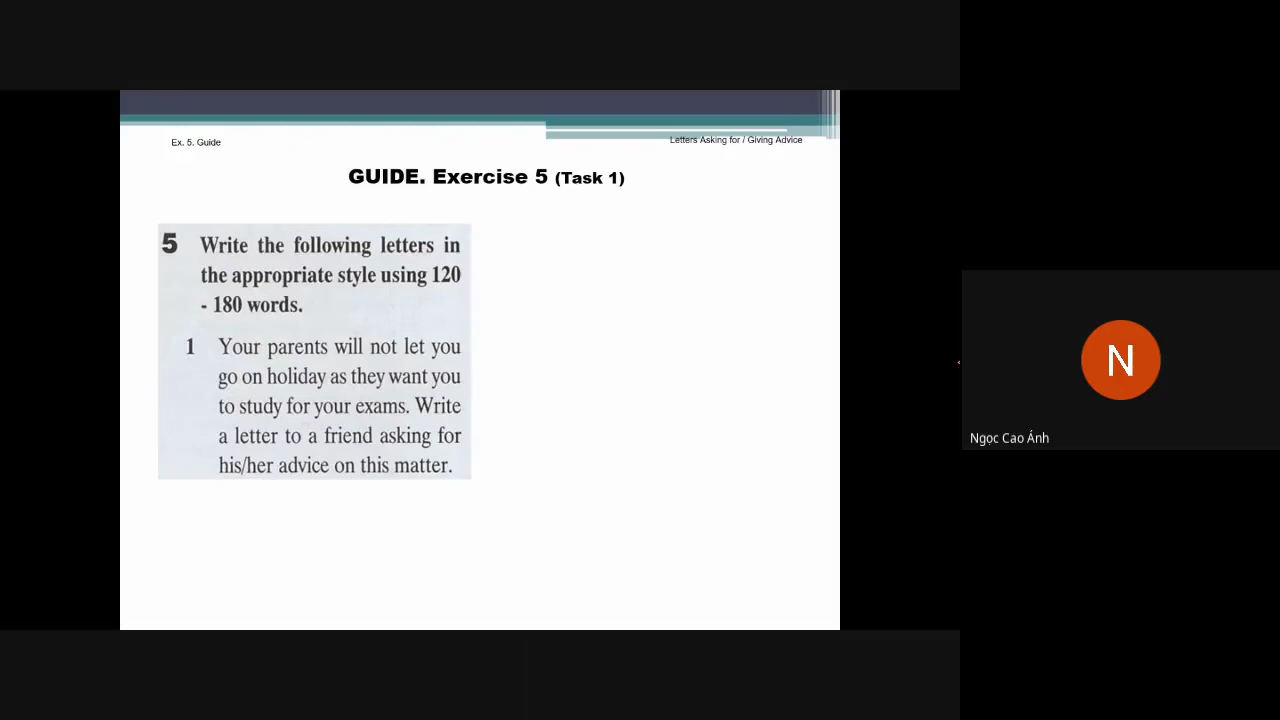 Ex. 5. Guide
Letters Asking for / Giving Advice
GUIDE. Exercise 5 (Task 1)
5 Write the following letters in
the appropriate style using 120
- 180 words.
1 Your parents will not let you
go on holiday as they want you
to study for your exams. Write
a letter to a friend asking for
his/her advice on this matter.
N
Ngọc Cao Ánh